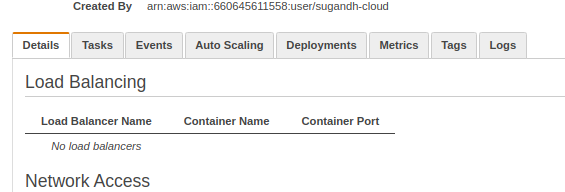 Created By arn:aws:iam::660645611558:user/sugandh-cloud
Details Tasks Events Auto Scaling Deployments Metrics Tags Logs
Load Balancing
Load Balancer Name Container Name Container Port
No load balancers
Network Access